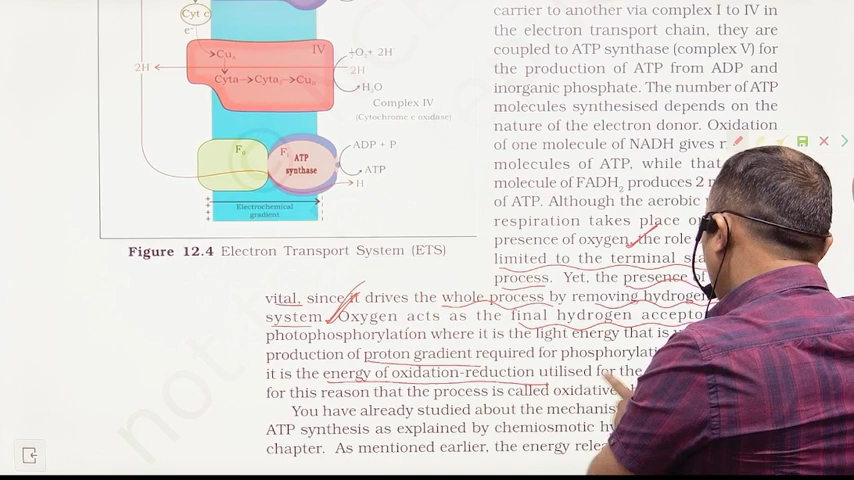 Cyt c
e⁻
IV
Cu
½O₂+ 2H
2H
2H
Cyta Cyta Cu
H₂O
Complex IV
(Cytochrome c oxidase)
F₀
F₁
ATP
synthase
ADP + P
ATP
H
Electrochemical
gradient
Figure 12.4 Electron Transport System (ETS)
carrier to another via complex I to IV in
the electron transport chain, they are
coupled to ATP synthase (complex V) for
the production of ATP from ADP and
inorganic phosphate. The number of ATP
molecules synthesised depends on the
nature of the electron donor. Oxidation
of one molecule of NADH gives
molecules of ATP, while that
molecule of FADH₂ produces 2
of ATP. Although the aerobic
respiration takes place
presence of oxygen, the role
limited to the terminal
process. Yet, the presence of
vital, since it drives the whole process by removing hydrogen
system. Oxygen acts as the final hydrogen
photophosphorylation where it is the light energy that is
production of proton gradient required for
it is the energy of oxidation-reduction utilised for the
for this reason that the process is called oxidative
You have already studied about the
ATP synthesis as explained by chemiosmotic
chapter. As mentioned earlier, the energy